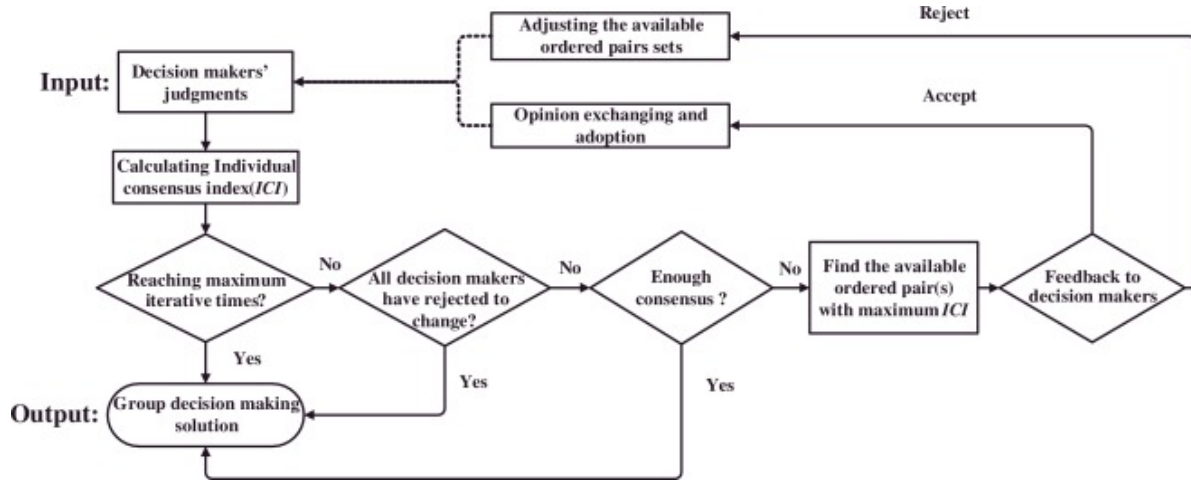 Reject
Adjusting the available
ordered pairs sets
Input:
Decision makers'
judgments
Accept
Opinion exchanging and
adoption
Calculating Individual
consensus index(ICI)
Reaching maximum
iterative times?
No
All decision makers
have rejected to
change?
No
Enough
consensus ?
No
Find the available
ordered pair(s)
with maximum ICI
Feedback to
decision makers
Yes
Yes
Yes
Output:
Group decision making
solution